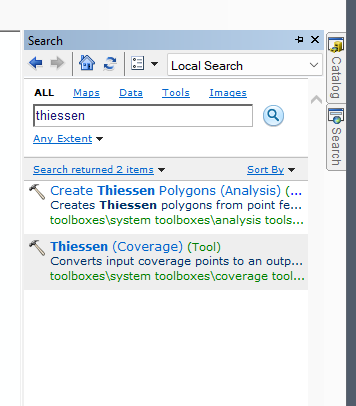 Search
Local Search
ALL Maps Data Tools Images
thiessen
Any Extent
Search returned 2 items Sort By
Create Thiessen Polygons (Analysis) (...
Creates Thiessen polygons from point fe...
toolboxes\system toolboxes\analysis tools...
Thiessen (Coverage) (Tool)
Converts input coverage points to an outp...
toolboxes\system toolboxes\coverage tool...
Catalog
Search